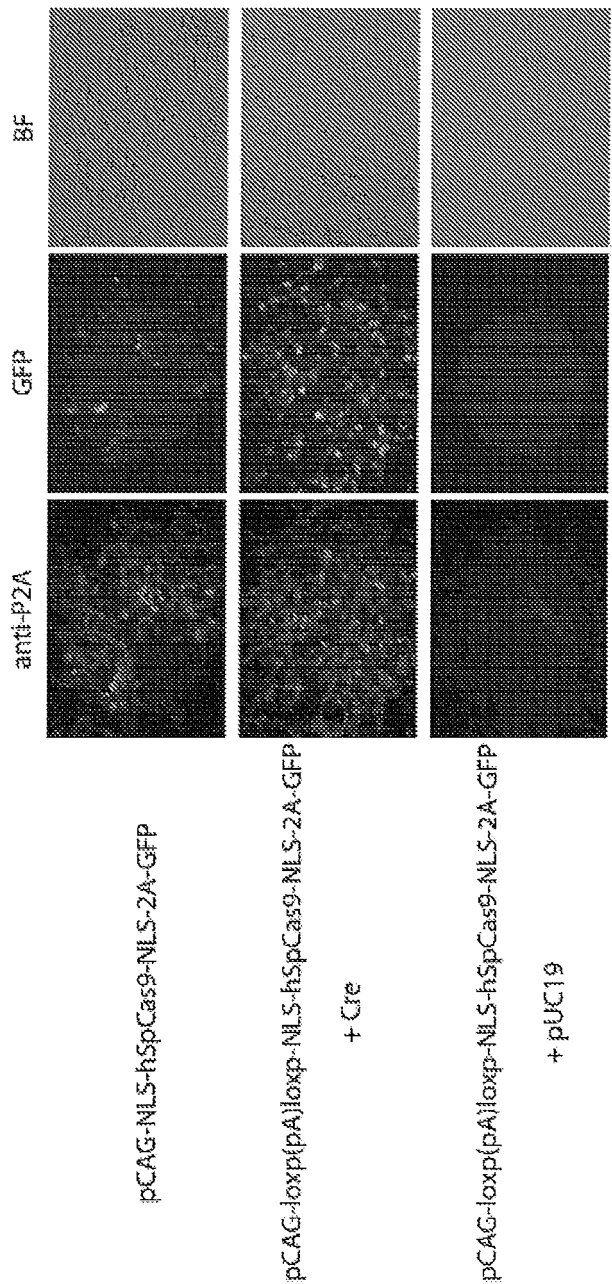 anti-P2A
GFP
BF
pCAG-NLS-hSpCas9-NLS-2A-GFP
pCAG-loxp(pA)loxp-NLS-hSpCas9-NLS-2A-GFP
+ Cre
pCAG-loxp(pA)loxp-NLS-hSpCas9-NLS-2A-GFP
+ pUC19